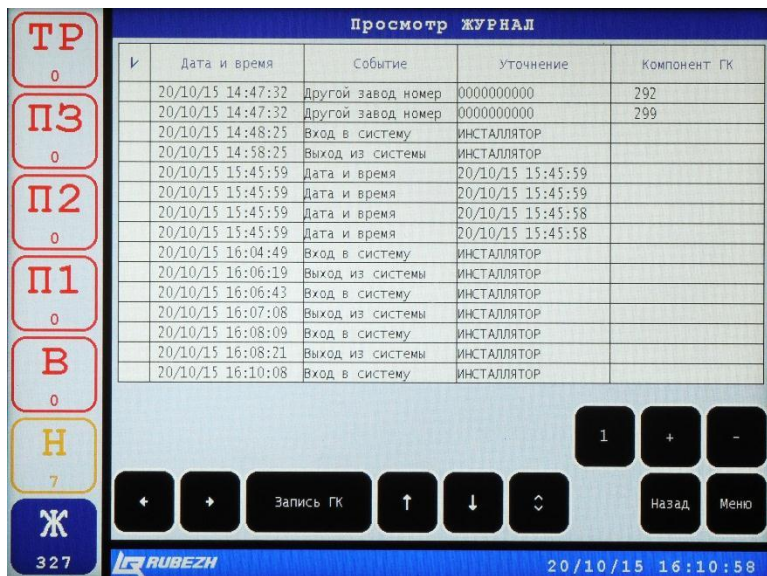 Просмотр ЖУРНАЛ
ТР
0
ПЗ
0
П2
0
П1
0
В
0
Н
7
Ж
327
V Дата и время Событие Уточнение Компонент ГК
20/10/15 14:47:32 Другой завод номер 0000000000 292
20/10/15 14:47:32 Другой завод номер 0000000000 299
20/10/15 14:48:25 Вход в систему ИНСТАЛЛЯТОР
20/10/15 14:58:25 Выход из системы ИНСТАЛЛЯТОР
20/10/15 15:45:59 Дата и время 20/10/15 15:45:59
20/10/15 15:45:59 Дата и время 20/10/15 15:45:59
20/10/15 15:45:59 Дата и время 20/10/15 15:45:58
20/10/15 15:45:59 Дата и время 20/10/15 15:45:58
20/10/15 16:04:49 Вход в систему ИНСТАЛЛЯТОР
20/10/15 16:06:19 Выход из системы ИНСТАЛЛЯТОР
20/10/15 16:06:43 Вход в систему ИНСТАЛЛЯТОР
20/10/15 16:07:08 Выход из системы ИНСТАЛЛЯТОР
20/10/15 16:08:09 Вход в систему ИНСТАЛЛЯТОР
20/10/15 16:08:21 Выход из системы ИНСТАЛЛЯТОР
20/10/15 16:10:08 Вход в систему ИНСТАЛЛЯТОР
1 + -
← → Запись ГК ↑ ↓ Назад Меню
RUBEZH 20/10/15 16:10:58